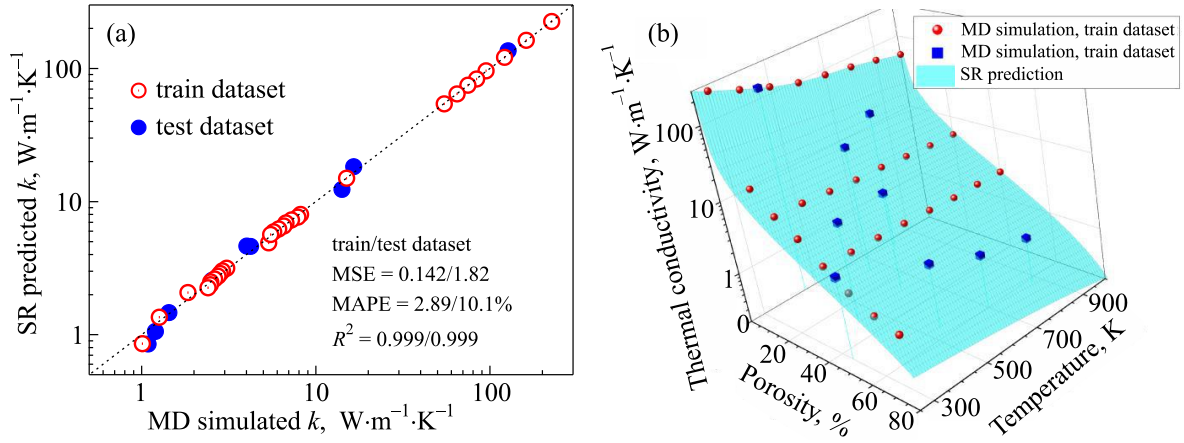 (a)
100
10
1
SR predicted k, W·m⁻¹·K⁻¹
train dataset
test dataset
train/test dataset
MSE = 0.142/1.82
MAPE = 2.89/10.1%
R² = 0.999/0.999
1
10
100
MD simulated k, W·m⁻¹·K⁻¹
(b)
MD simulation, train dataset
MD simulation, train dataset
SR prediction
Thermal conductivity, W·m⁻¹·K⁻¹
100
10
1
0
20
40
60
80
Porosity, %
300
500
700
900
Temperature, K